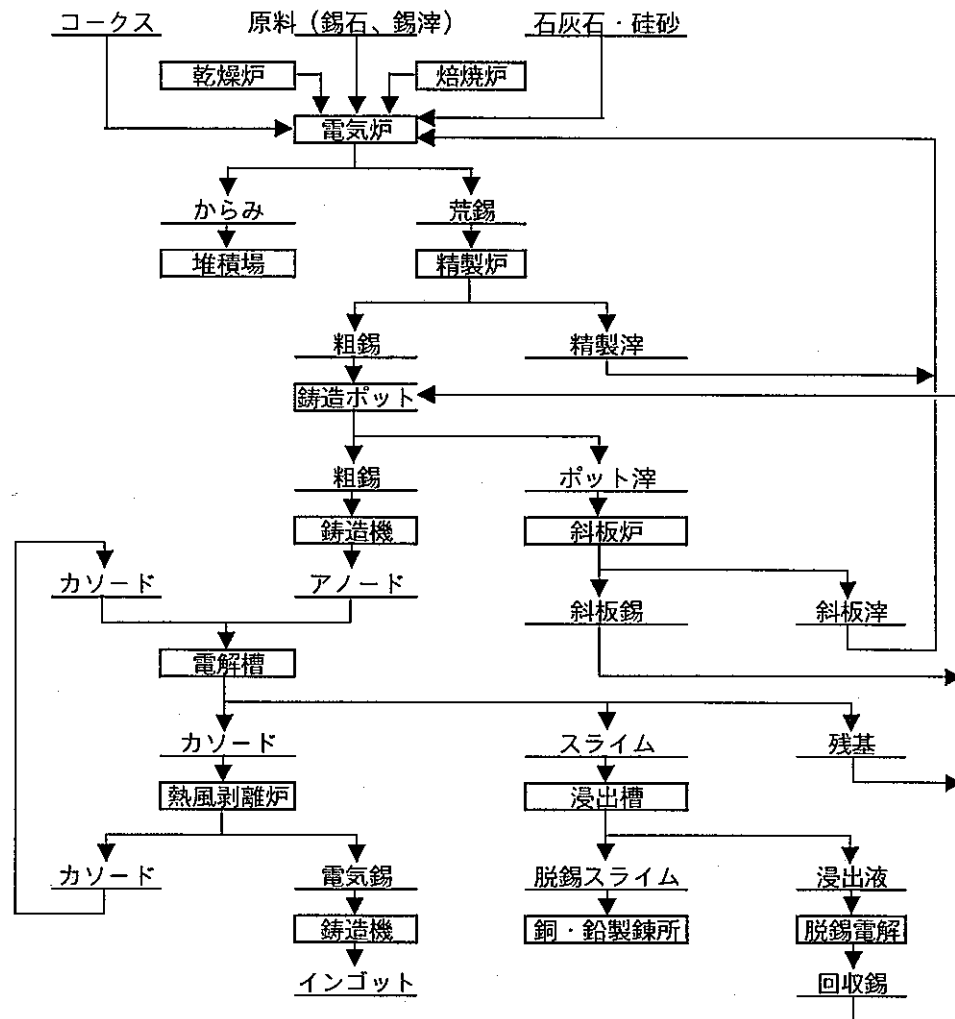 コークス
原料（錫石、錫滓）
石灰石・硅砂
乾燥炉
焙焼炉
電気炉
からみ
荒錫
堆積場
精製炉
粗錫
精製滓
鋳造ポット
粗錫
ポット滓
鋳造機
斜板炉
カソード
アノード
斜板錫
斜板滓
電解槽
カソード
スライム
残基
熱風剥離炉
浸出槽
カソード
電気錫
脱錫スライム
浸出液
鋳造機
銅・鉛製錬所
脱錫電解
インゴット
回収錫